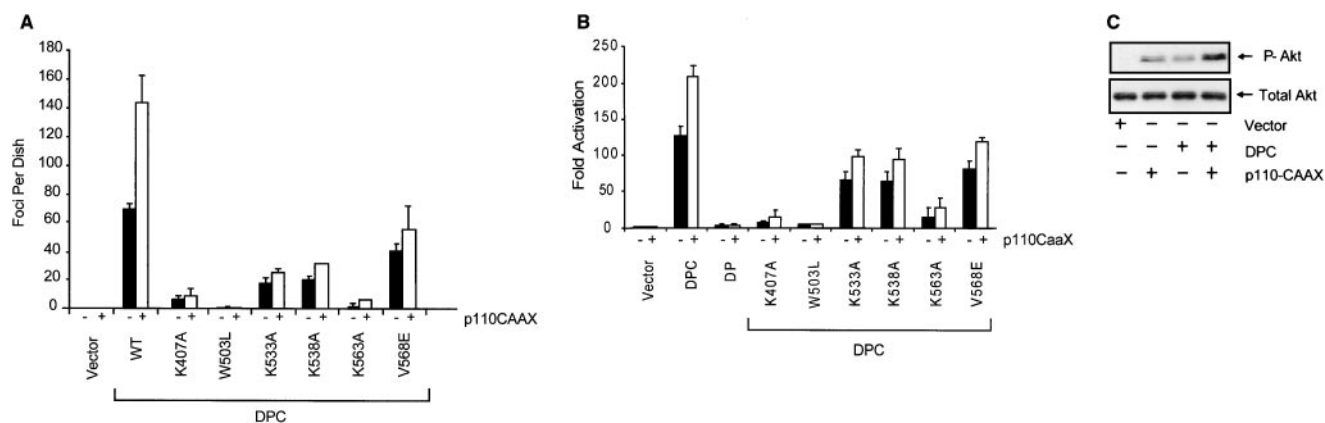 A
Foci Per Dish
180
160
140
120
100
80
60
40
20
0
- + - + - + - + - + - + - + - +
p110CAAX
Vector
WT
K407A
W503L
K533A
K538A
K563A
V568E
DPC
B
Fold Activation
250
200
150
100
50
0
- + - + - + - + - + - + - + - + - +
p110CaaX
Vector
DPC
DP
K407A
W503L
K533A
K538A
K563A
V568E
DPC
C
P- Akt
Total Akt
+ − − − Vector
− − + + DPC
− + − + p110-CAAX